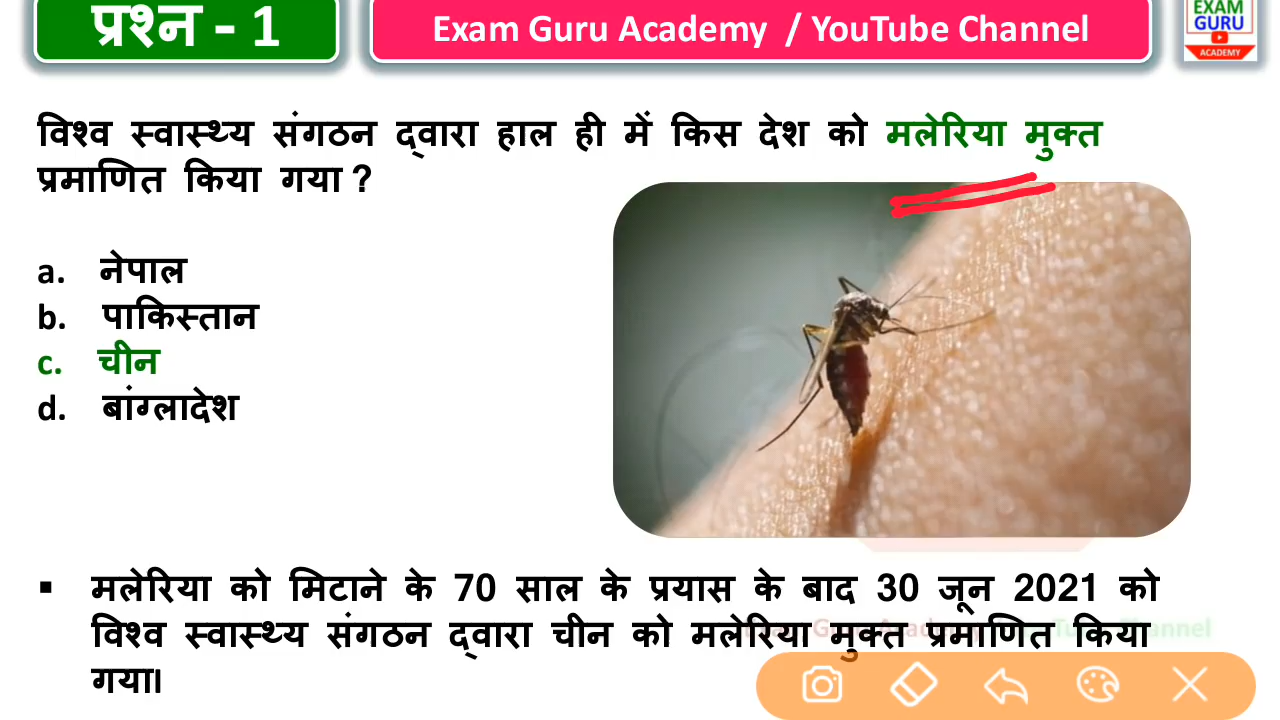 प्रश्न - 1
Exam Guru Academy / YouTube Channel
EXAM
GURU
ACADEMY
विश्व स्वास्थ्य संगठन द्वारा हाल ही में किस देश को मलेरिया मुक्त
प्रमाणित किया गया ?
a. नेपाल
b. पाकिस्तान
c. चीन
d. बांग्लादेश
▪ मलेरिया को मिटाने के 70 साल के प्रयास के बाद 30 जून 2021 को
विश्व स्वास्थ्य संगठन द्वारा चीन को मलेरिया मुक्त प्रमाणित किया
गया।